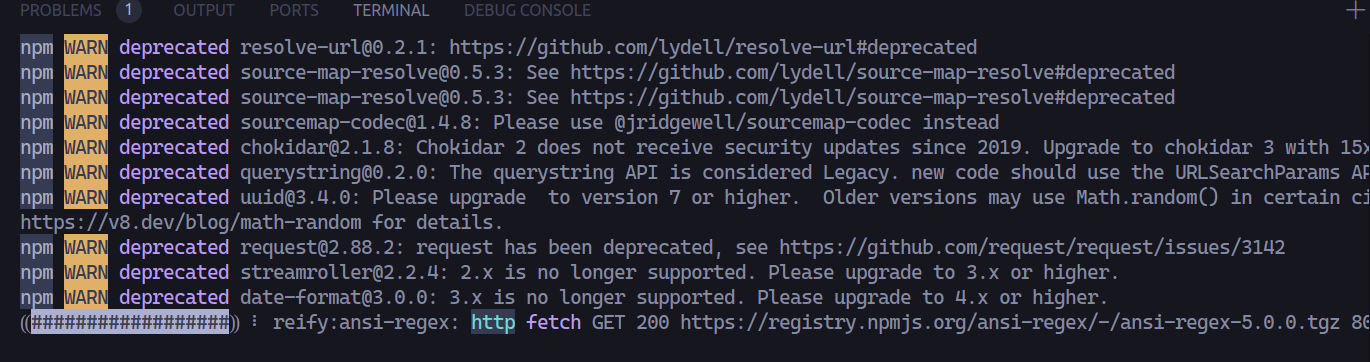 PROBLEMS 1 OUTPUT PORTS TERMINAL DEBUG CONSOLE
npm WARN deprecated resolve-url@0.2.1: https://github.com/lydell/resolve-url#deprecated
npm WARN deprecated source-map-resolve@0.5.3: See https://github.com/lydell/source-map-resolve#deprecated
npm WARN deprecated source-map-resolve@0.5.3: See https://github.com/lydell/source-map-resolve#deprecated
npm WARN deprecated sourcemap-codec@1.4.8: Please use @jridgewell/sourcemap-codec instead
npm WARN deprecated chokidar@2.1.8: Chokidar 2 does not receive security updates since 2019. Upgrade to chokidar 3 with 15x
npm WARN deprecated querystring@0.2.0: The querystring API is considered Legacy. new code should use the URLSearchParams AP
npm WARN deprecated uuid@3.4.0: Please upgrade  to version 7 or higher.  Older versions may use Math.random() in certain ci
https://v8.dev/blog/math-random for details.
npm WARN deprecated request@2.88.2: request has been deprecated, see https://github.com/request/request/issues/3142
npm WARN deprecated streamroller@2.2.4: 2.x is no longer supported. Please upgrade to 3.x or higher.
npm WARN deprecated date-format@3.0.0: 3.x is no longer supported. Please upgrade to 4.x or higher.
(##################) ⠸ reify:ansi-regex: http fetch GET 200 https://registry.npmjs.org/ansi-regex/-/ansi-regex-5.0.0.tgz 80